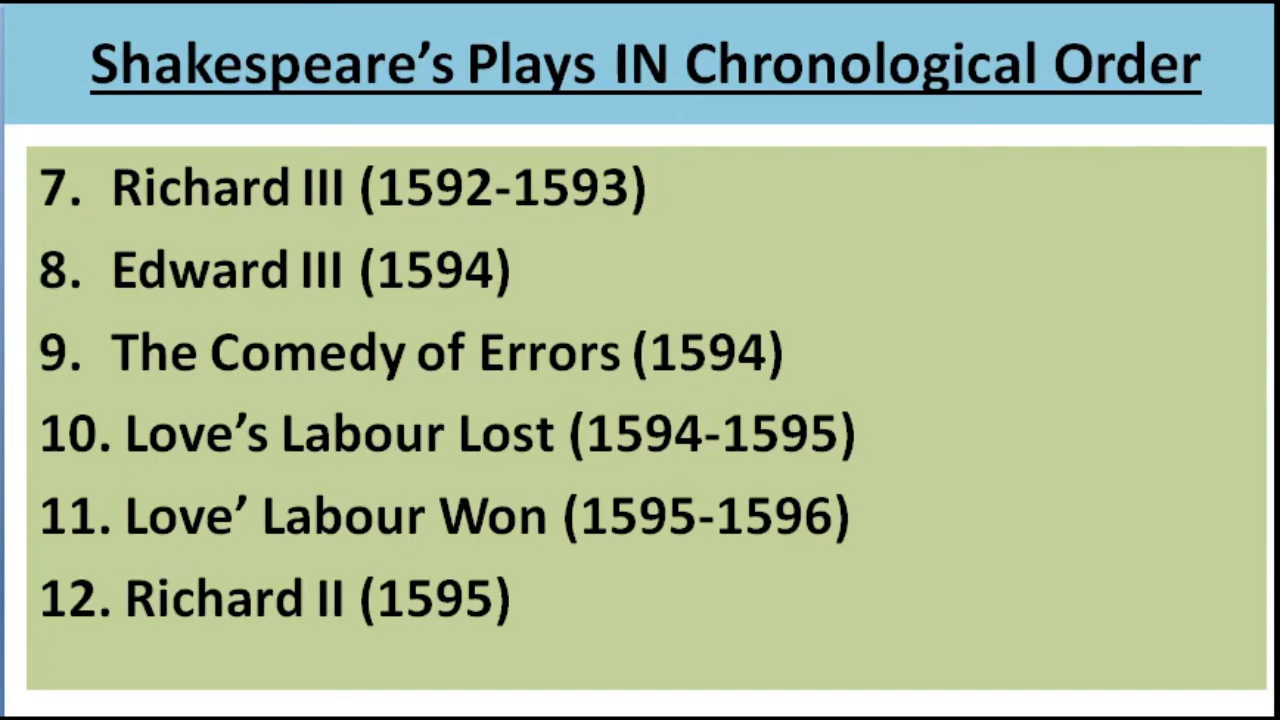 Shakespeare’s Plays IN Chronological Order
7. Richard III (1592-1593)
8. Edward III (1594)
9. The Comedy of Errors (1594)
10. Love’s Labour Lost (1594-1595)
11. Love’ Labour Won (1595-1596)
12. Richard II (1595)